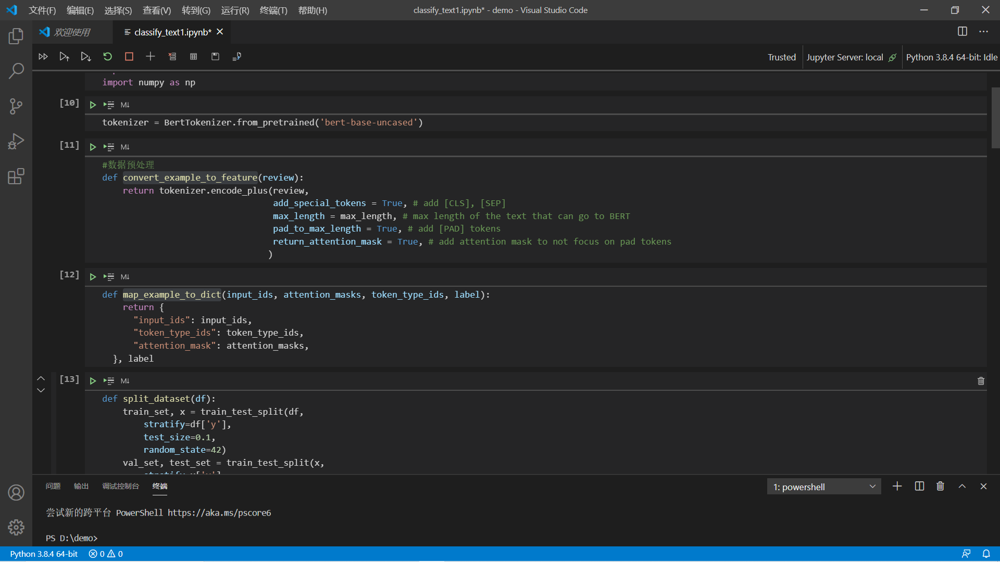 文件(F) 编辑(E) 选择(S) 查看(V) 转到(G) 运行(R) 终端(T) 帮助(H) classify_text1.ipynb* - demo - Visual Studio Code
欢迎使用 classify_text1.ipynb*
Trusted Jupyter Server: local Python 3.8.4 64-bit: Idle
import numpy as np
[10] M↓
tokenizer = BertTokenizer.from_pretrained('bert-base-uncased')
[11] M↓
#数据预处理
def convert_example_to_feature(review):
    return tokenizer.encode_plus(review,
                                 add_special_tokens = True, # add [CLS], [SEP]
                                 max_length = max_length, # max length of the text that can go to BERT
                                 pad_to_max_length = True, # add [PAD] tokens
                                 return_attention_mask = True, # add attention mask to not focus on pad tokens
                                )
[12] M↓
def map_example_to_dict(input_ids, attention_masks, token_type_ids, label):
    return {
      "input_ids": input_ids,
      "token_type_ids": token_type_ids,
      "attention_mask": attention_masks,
  }, label
[13] M↓
def split_dataset(df):
    train_set, x = train_test_split(df,
        stratify=df['y'],
        test_size=0.1,
        random_state=42)
    val_set, test_set = train_test_split(x,
问题 输出 调试控制台 终端 1: powershell
尝试新的跨平台 PowerShell https://aka.ms/pscore6
PS D:\demo>
Python 3.8.4 64-bit 0 0